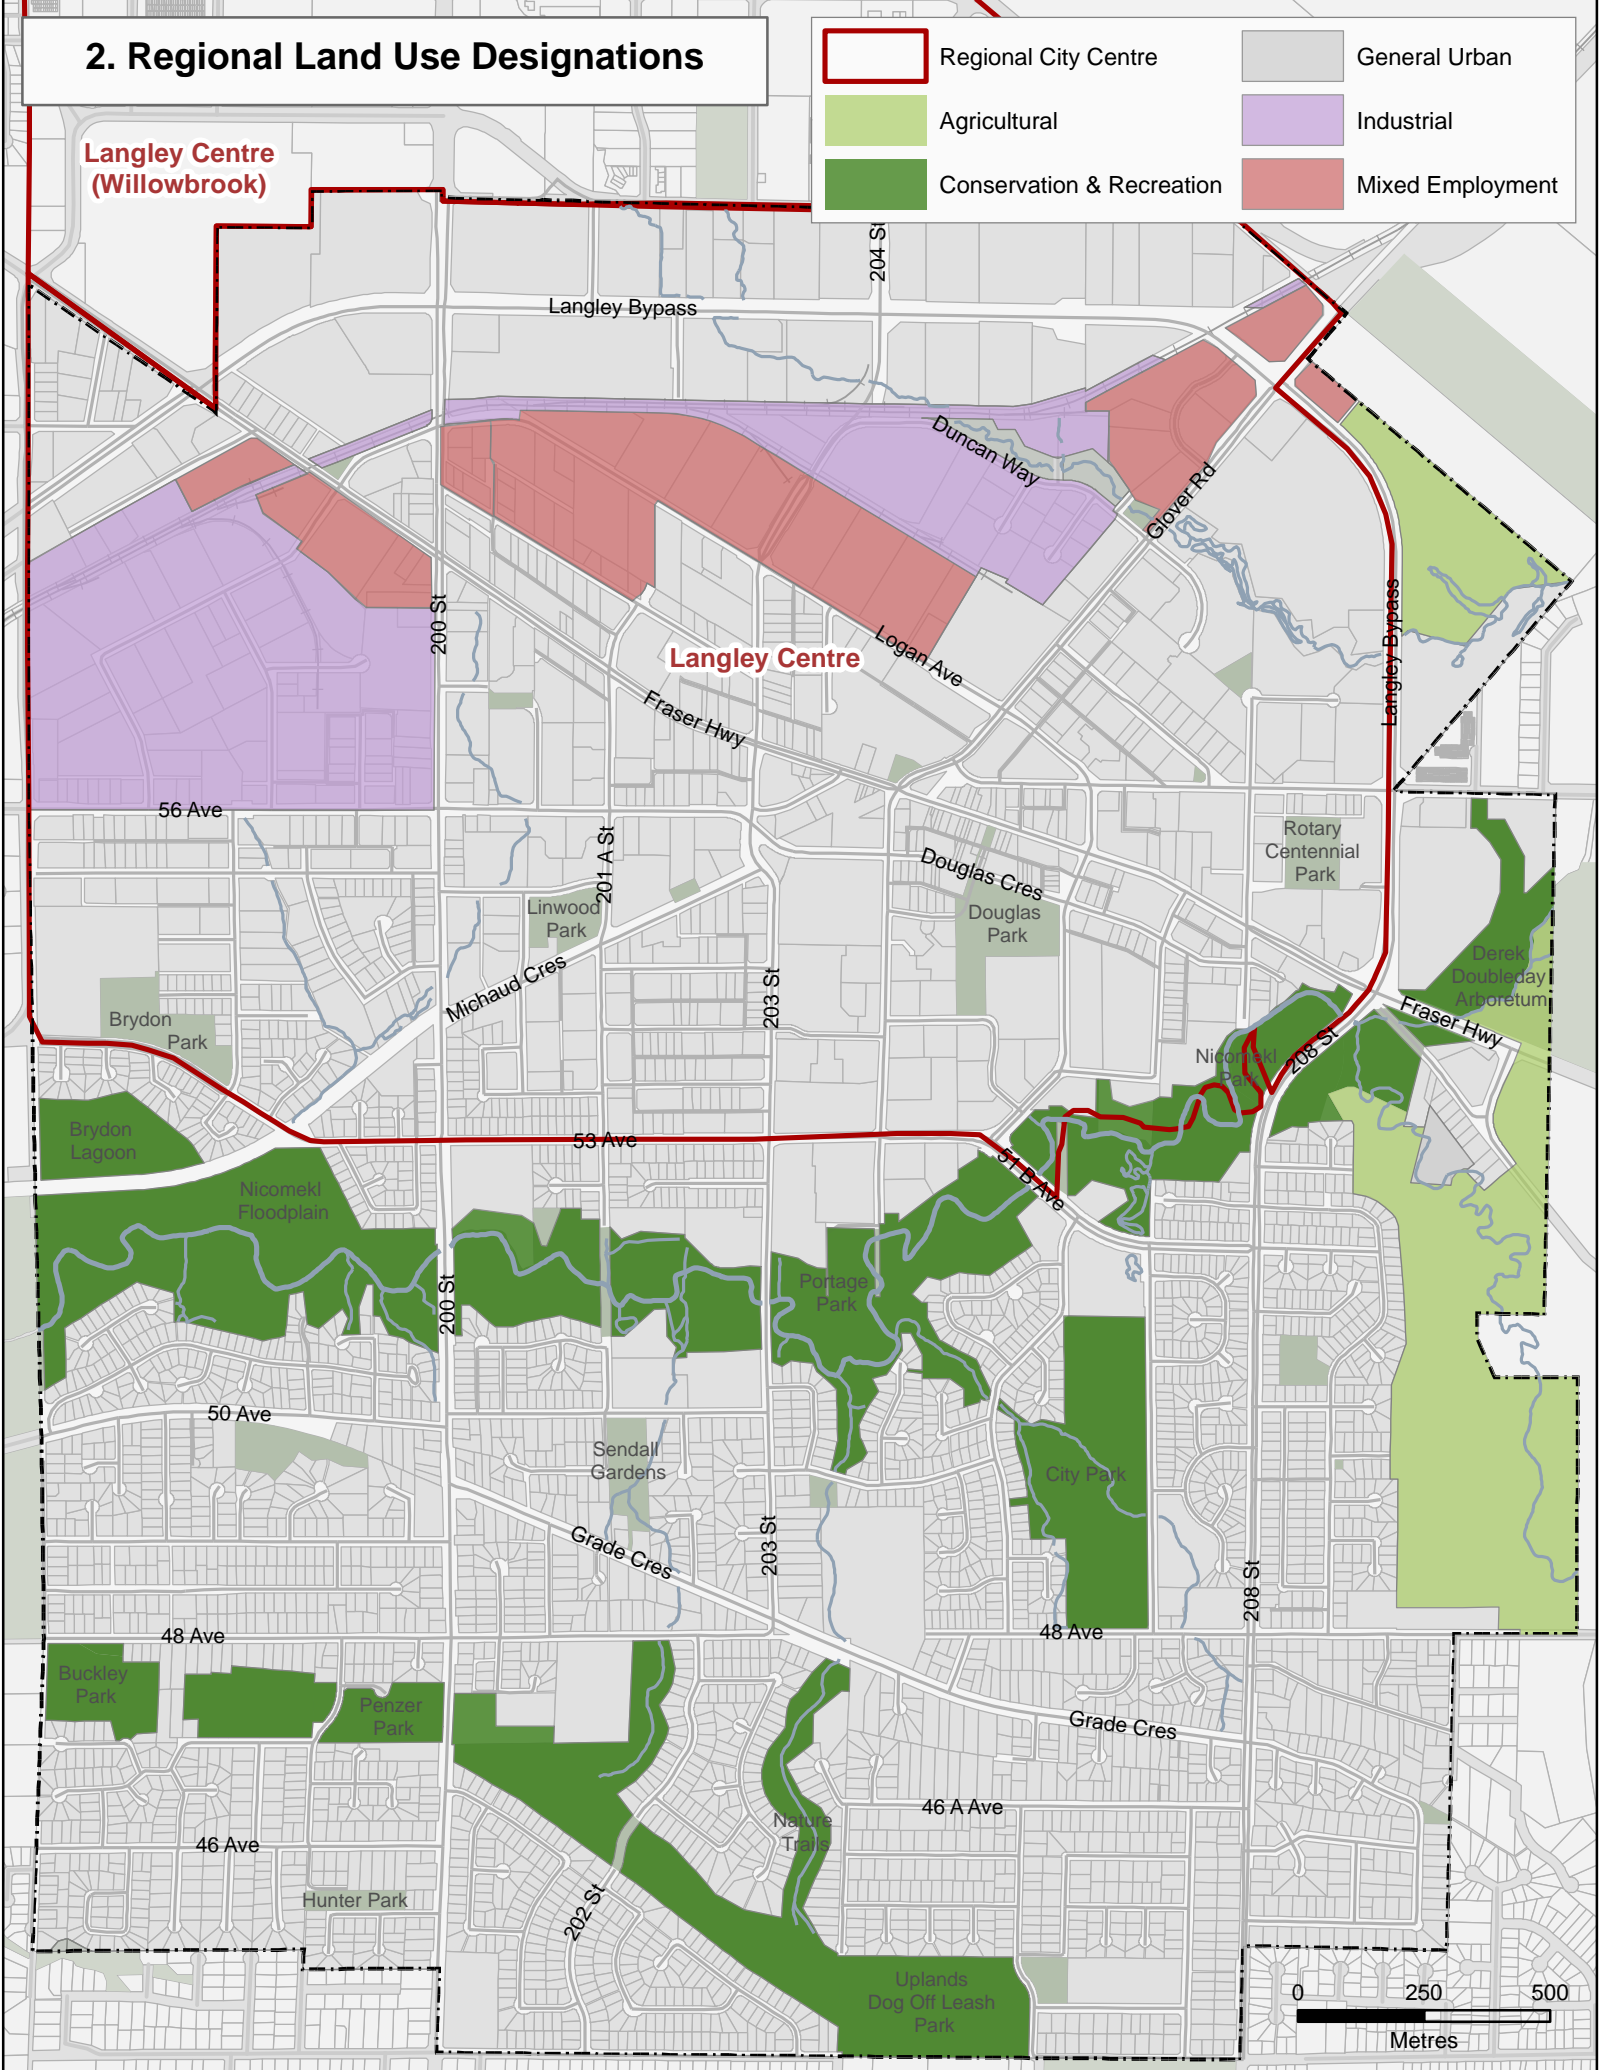 2. Regional Land Use Designations
Regional City Centre
General Urban
Agricultural
Industrial
Conservation & Recreation
Mixed Employment
Langley Centre
(Willowbrook)
204 St
Langley Bypass
Duncan Way
Glover Rd
200 St
Langley Bypass
Logan Ave
Langley Centre
Fraser Hwy
56 Ave
201 A St
Rotary
Centennial
Park
Douglas Cres
Linwood
Park
Douglas
Park
Derek
Doubleday
Arboretum
Michaud Cres
203 St
Brydon
Park
Fraser Hwy
208 St
Nicomekl
Park
Brydon
Lagoon
53 Ave
51 B Ave
Nicomekl
Floodplain
200 St
Portage
Park
50 Ave
Sendall
Gardens
City Park
Grade Cres
203 St
208 St
48 Ave
48 Ave
Buckley
Park
Penzer
Park
Grade Cres
46 A Ave
Nature
Trails
46 Ave
Hunter Park
202 St
Uplands
Dog Off Leash
Park
0 250 500
Metres